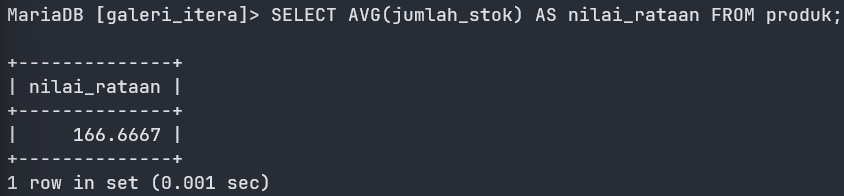 MariaDB [galeri_itera]> SELECT AVG(jumlah_stok) AS nilai_rataan FROM produk;
+--------------+
| nilai_rataan |
+--------------+
|     166.6667 |
+--------------+
1 row in set (0.001 sec)